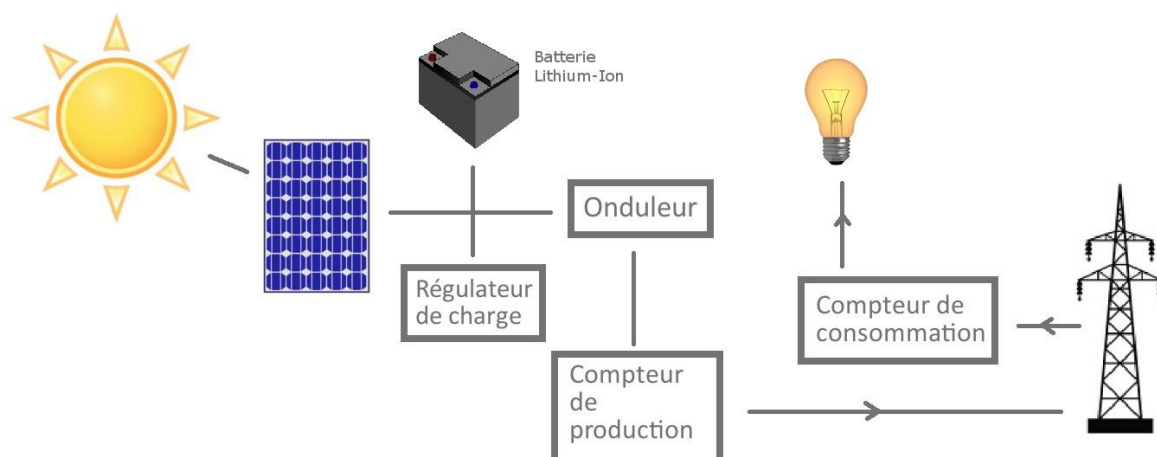 Batterie
Lithium-Ion
Onduleur
Régulateur
de charge
Compteur de
consommation
Compteur
de
production